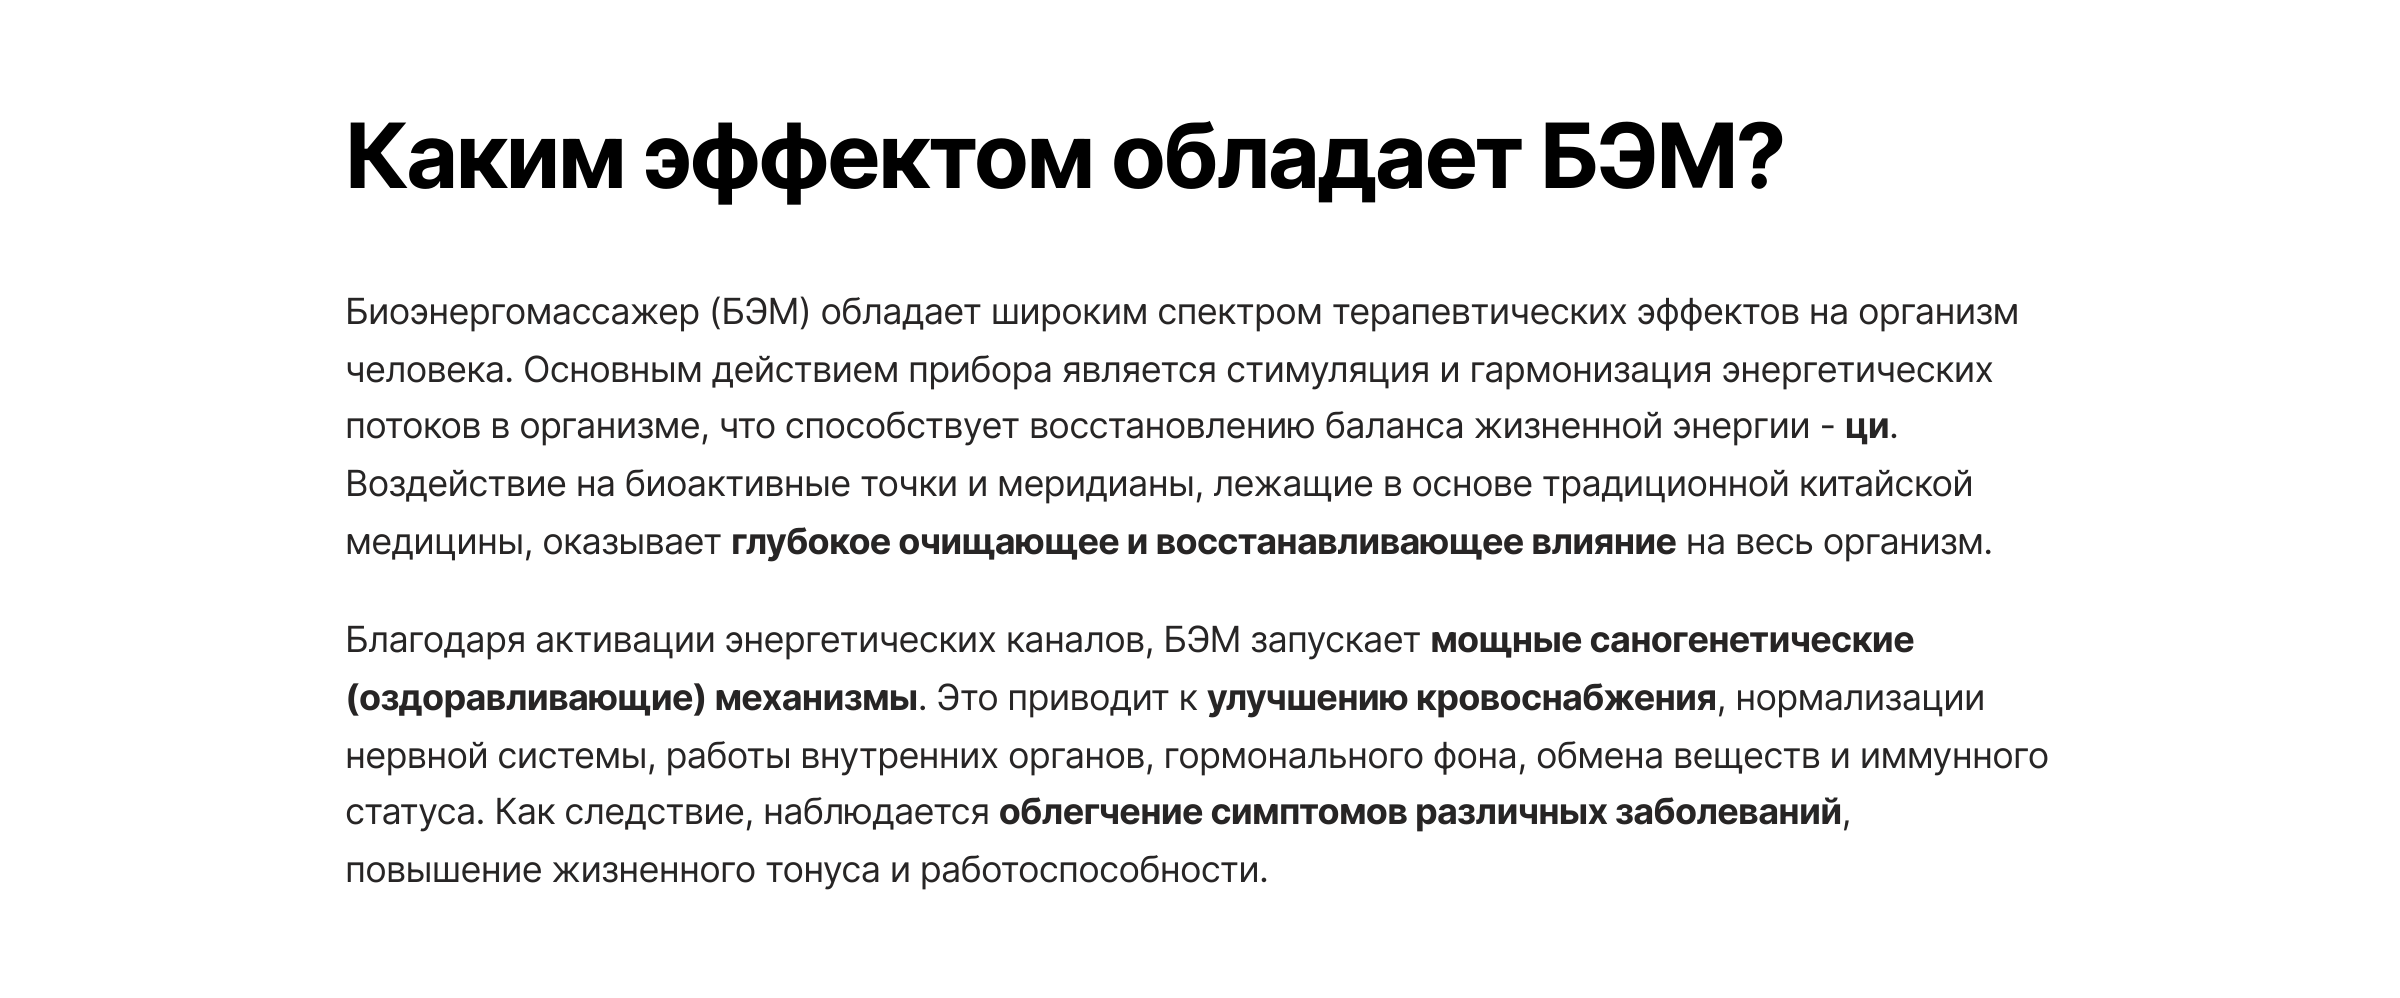 Каким эффектом обладает БЭМ?
Биоэнергомассажер (БЭМ) обладает широким спектром терапевтических эффектов на организм
человека. Основным действием прибора является стимуляция и гармонизация энергетических
потоков в организме, что способствует восстановлению баланса жизненной энергии - ци.
Воздействие на биоактивные точки и меридианы, лежащие в основе традиционной китайской
медицины, оказывает глубокое очищающее и восстанавливающее влияние на весь организм.
Благодаря активации энергетических каналов, БЭМ запускает мощные саногенетические
(оздоравливающие) механизмы. Это приводит к улучшению кровоснабжения, нормализации
нервной системы, работы внутренних органов, гормонального фона, обмена веществ и иммунного
статуса. Как следствие, наблюдается облегчение симптомов различных заболеваний,
повышение жизненного тонуса и работоспособности.